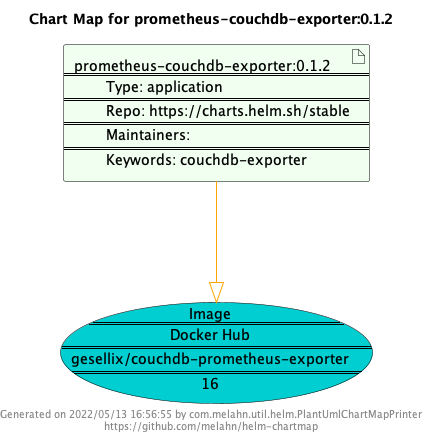 Chart Map for prometheus-couchdb-exporter:0.1.2
prometheus-couchdb-exporter:0.1.2
Type: application
Repo: https://charts.helm.sh/stable
Maintainers:
Keywords: couchdb-exporter
Image
Docker Hub
gesellix/couchdb-prometheus-exporter
16
Generated on 2022/05/13 16:56:55 by com.melahn.util.helm.PlantUmlChartMapPrinter
https://github.com/melahn/helm-chartmap